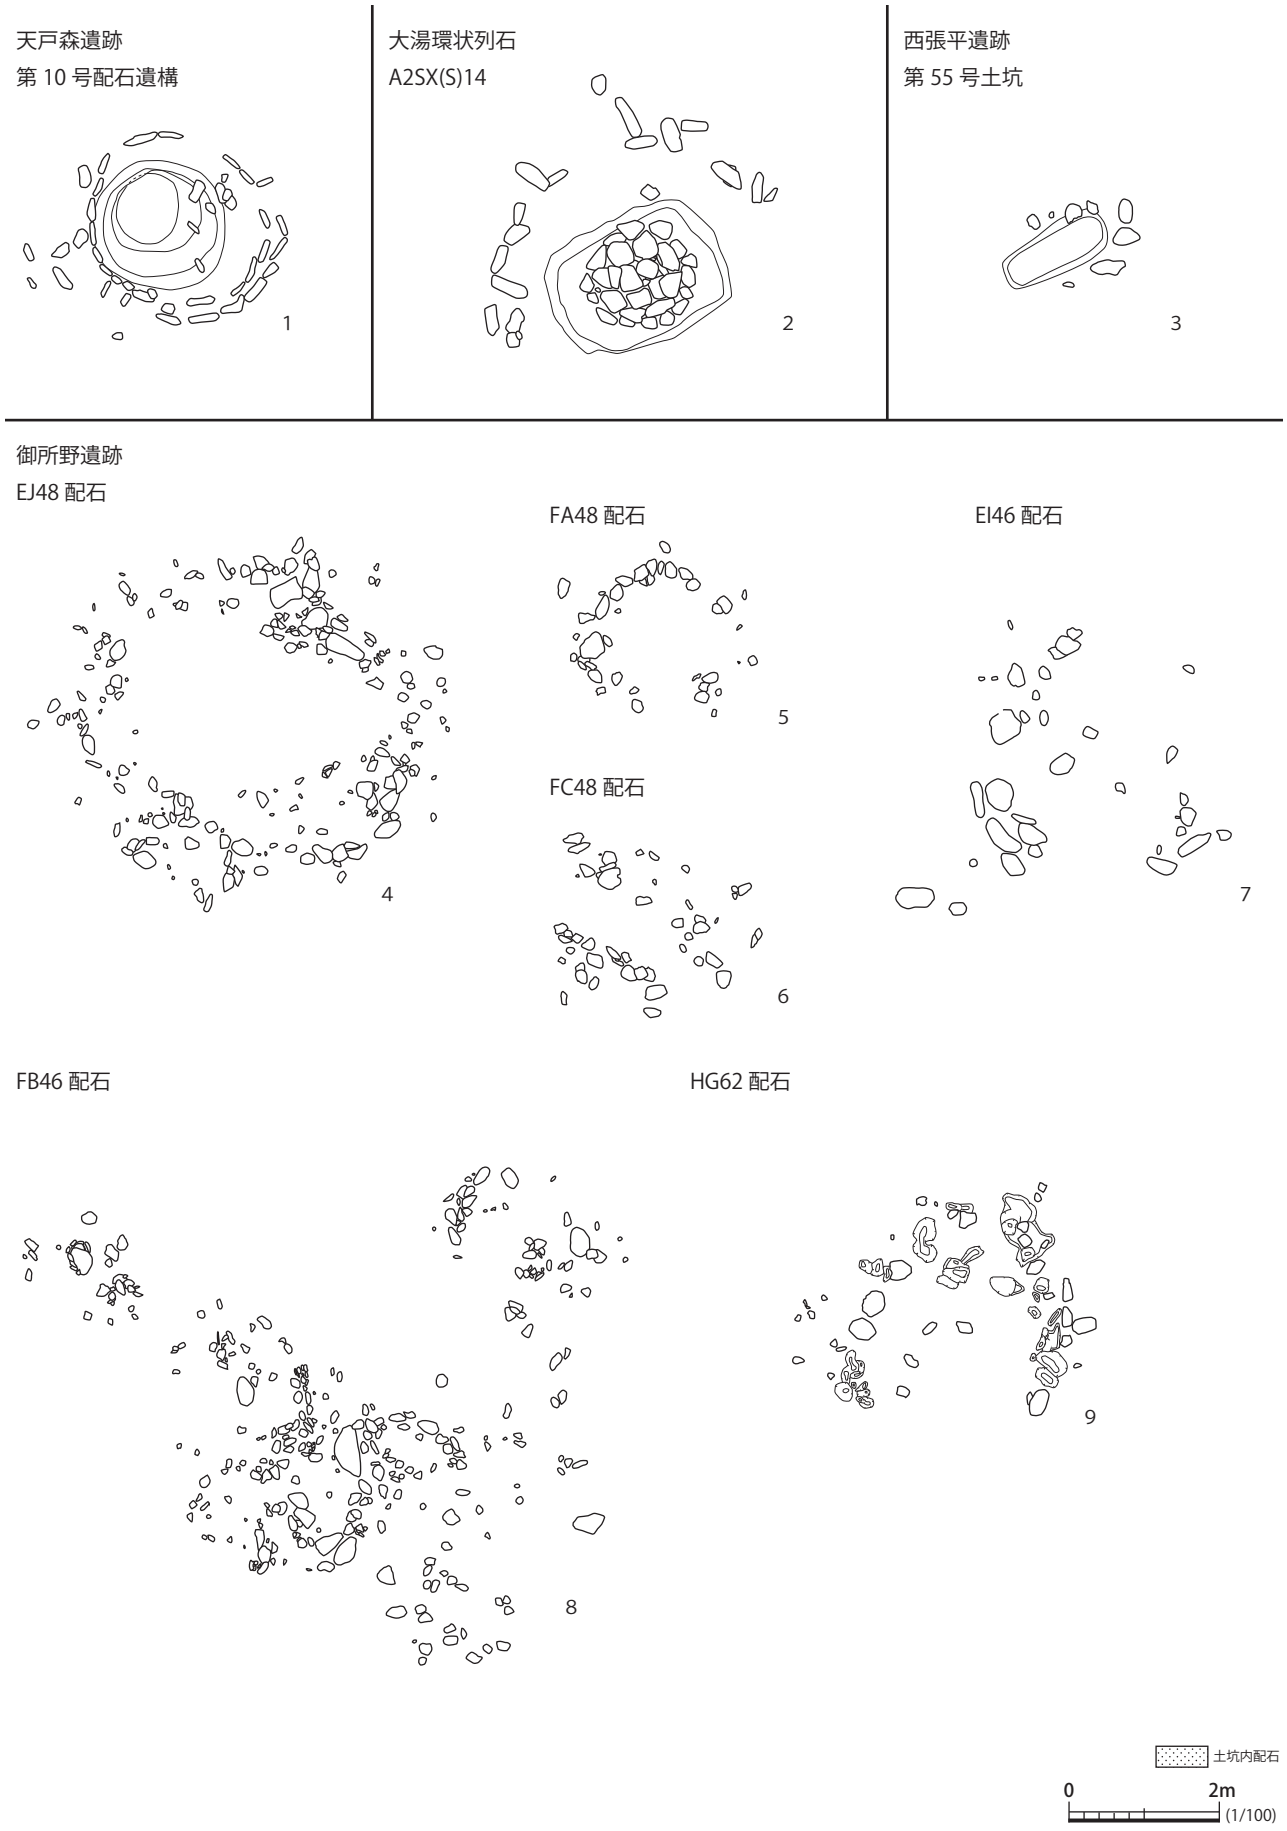 天戸森遺跡
第 10 号配石遺構
1
大湯環状列石
A2SX(S)14
2
西張平遺跡
第 55 号土坑
3
御所野遺跡
EJ48 配石
4
FA48 配石
5
FC48 配石
6
EI46 配石
7
FB46 配石
8
HG62 配石
9
土坑内配石
0 2m
(1/100)